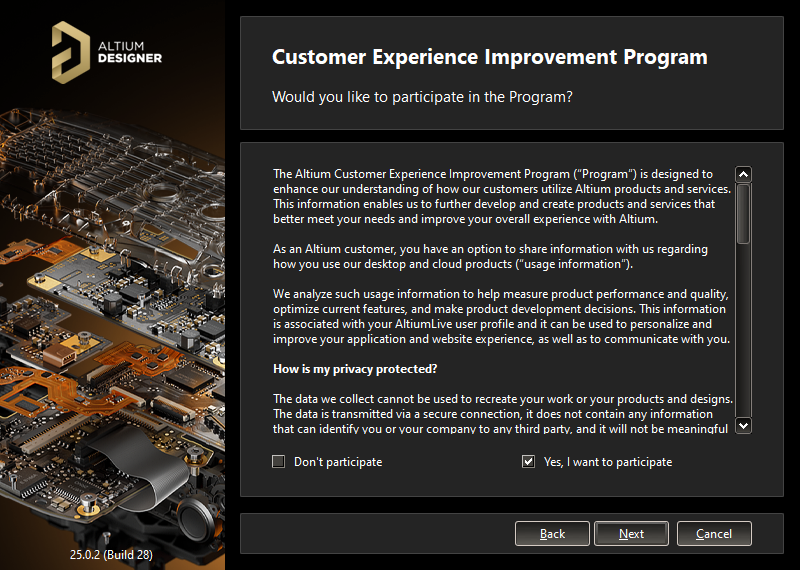 ALTIUM
DESIGNER
Customer Experience Improvement Program
Would you like to participate in the Program?
The Altium Customer Experience Improvement Program ("Program") is designed to
enhance our understanding of how our customers utilize Altium products and services.
This information enables us to further develop and create products and services that
better meet your needs and improve your overall experience with Altium.
As an Altium customer, you have an option to share information with us regarding
how you use our desktop and cloud products ("usage information").
We analyze such usage information to help measure product performance and quality,
optimize current features, and make product development decisions. This information
is associated with your AltiumLive user profile and it can be used to personalize and
improve your application and website experience, as well as to communicate with you.
How is my privacy protected?
The data we collect cannot be used to recreate your work or your products and designs.
The data is transmitted via a secure connection, it does not contain any information
that can identify you or your company to any third party, and it will not be meaningful
Don't participate
Yes, I want to participate
Back
Next
Cancel
25.0.2 (Build 28)